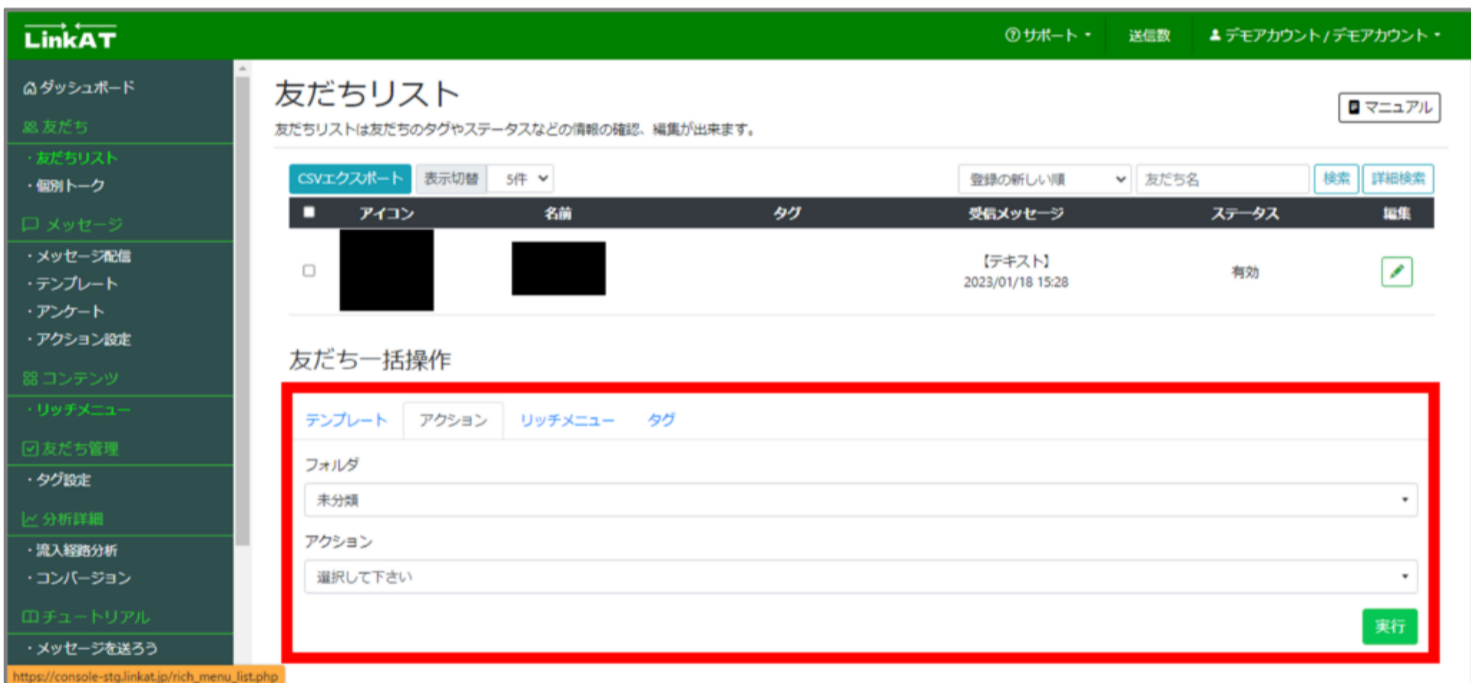 LinkAT
サポート
送信数
デモアカウント / デモアカウント
ダッシュボード
友だち
・友だちリスト
・個別トーク
メッセージ
・メッセージ配信
・テンプレート
・アンケート
・アクション設定
コンテンツ
・リッチメニュー
友だち管理
・タグ設定
分析詳細
・流入経路分析
・コンバージョン
チュートリアル
・メッセージを送ろう
https://console-stg.linkat.jp/rich_menu_list.php
友だちリスト
マニュアル
友だちリストは友だちのタグやステータスなどの情報の確認、編集が出来ます。
CSVエクスポート 表示切替 5件 登録の新しい順 友だち名 検索 詳細検索
アイコン 名前 タグ 受信メッセージ ステータス 編集
【テキスト】
2023/01/18 15:28
有効
友だち一括操作
テンプレート アクション リッチメニュー タグ
フォルダ
未分類
アクション
選択して下さい
実行